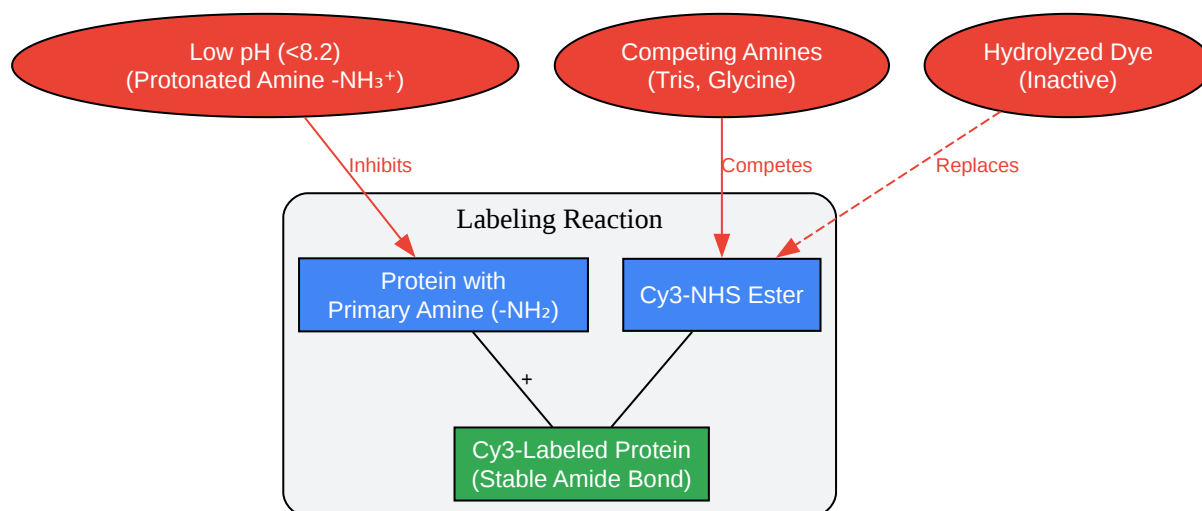 Low pH (<8.2)
(Protonated Amine -NH₃⁺)
Competing Amines
(Tris, Glycine)
Hydrolyzed Dye
(Inactive)
Inhibits
Competes
Replaces
Labeling Reaction
Protein with
Primary Amine (-NH₂)
Cy3-NHS Ester
+
Cy3-Labeled Protein
(Stable Amide Bond)